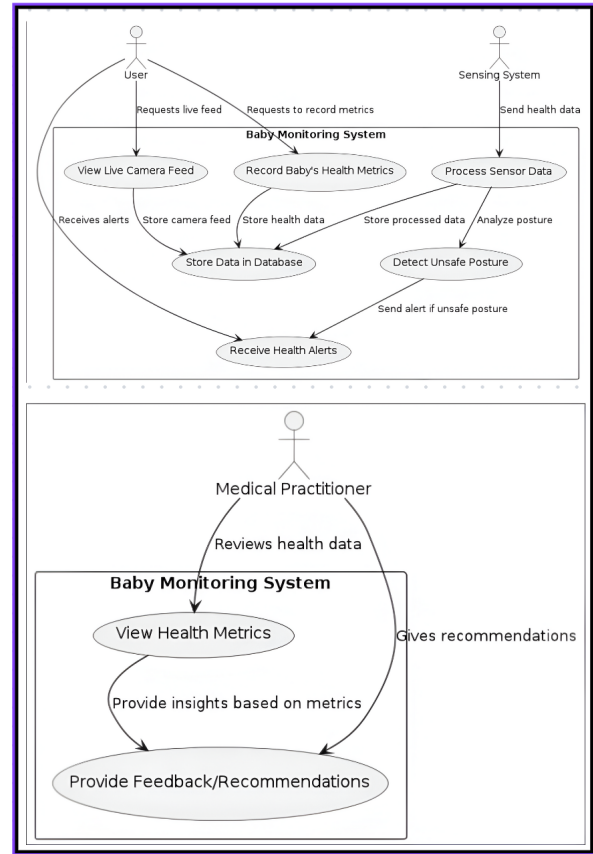 User
Sensing System
Requests live feed
Requests to record metrics
Send health data
Baby Monitoring System
View Live Camera Feed
Record Baby's Health Metrics
Process Sensor Data
Receives alerts
Store camera feed
Store health data
Store processed data
Analyze posture
Store Data in Database
Detect Unsafe Posture
Send alert if unsafe posture
Receive Health Alerts
Medical Practitioner
Reviews health data
Baby Monitoring System
View Health Metrics
Gives recommendations
Provide insights based on metrics
Provide Feedback/Recommendations